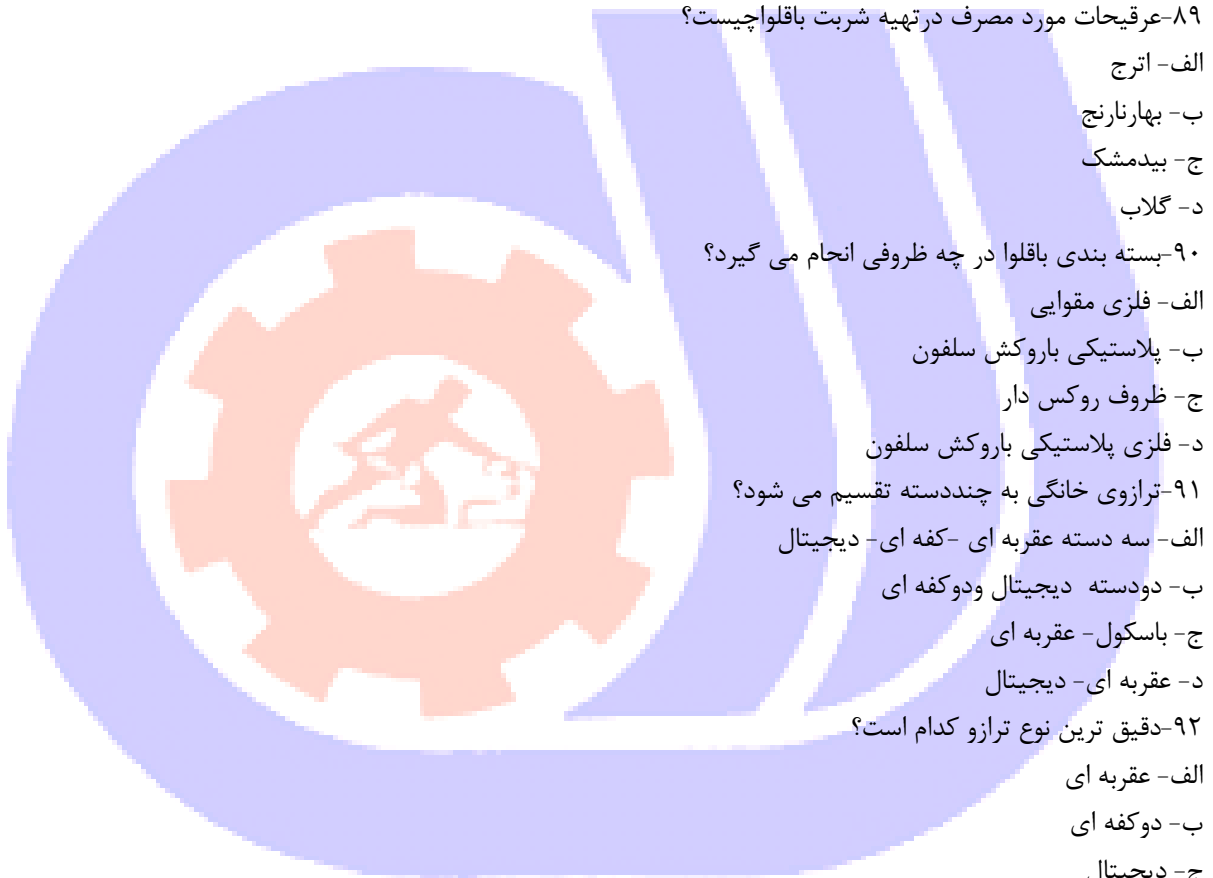 ۸۹-عرقیحات مورد مصرف درتهیه شربت باقلواچیست؟
الف- اترج
ب- بهارنارنج
ج- بیدمشک
د- گلاب
۹۰-بسته بندی باقلوا در چه ظروفی انحام می گیرد؟
الف- فلزی مقوایی
ب- پلاستیکی باروکش سلفون
ج- ظروف روکس دار
د- فلزی پلاستیکی باروکش سلفون
۹۱-ترازوی خانگی به چنددسته تقسیم می شود؟
الف- سه دسته عقربه ای -کفه ای- دیجیتال
ب- دودسته دیجیتال ودوکفه ای
ج- باسکول- عقربه ای
د- عقربه ای- دیجیتال
۹۲-دقیق ترین نوع ترازو کدام است؟
الف- عقربه ای
ب- دوکفه ای
ج- دیجیتال